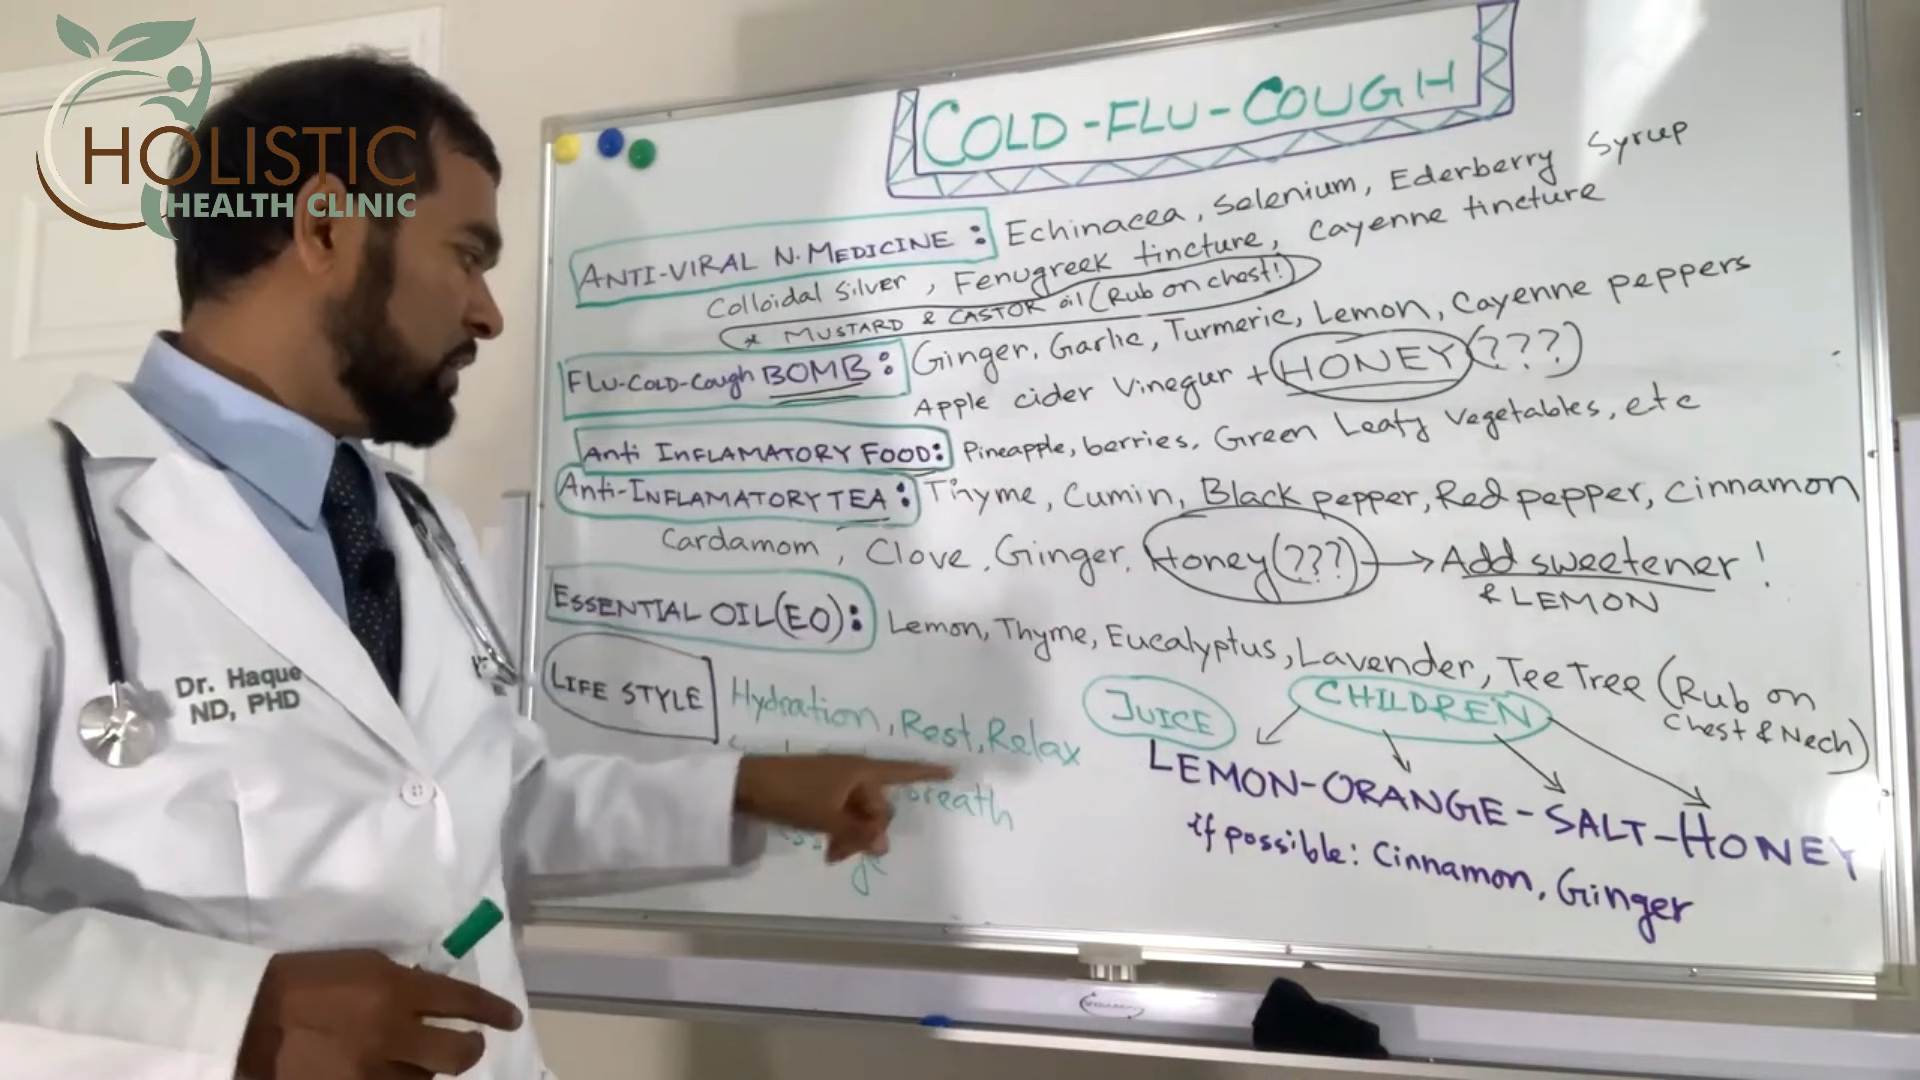 HOLISTIC
HEALTH CLINIC
COLD-FLU-COUGH
ANTI-VIRAL N. MEDICINE : Echinacea, Selenium, Ederberry Syrup
Colloidal Silver, Fenugreek tincture, Cayenne tincture
* MUSTARD & CASTOR oil (Rub on chest!)
FLU-COLD-Cough BOMB: Ginger, Garlic, Turmeric, Lemon, Cayenne peppers
Apple cider Vinegur + HONEY (???)
Anti INFLAMATORY FOOD: Pineapple, berries, Green Leafy Vegetables, etc
Anti-INFLAMATORY TEA: Thyme, Cumin, Black pepper, Red pepper, Cinnamon
Cardamom, Clove, Ginger, Honey (???) → Add sweetener!
& LEMON
ESSENTIAL OIL (EO): Lemon, Thyme, Eucalyptus, Lavender, Tee Tree (Rub on
Chest & Nech)
LIFE STYLE Hydration, Rest, Relax
breath
JUICE CHILDREN
LEMON-ORANGE-SALT-HONEY
if possible: Cinnamon, Ginger
Dr. Haque
ND, PHD